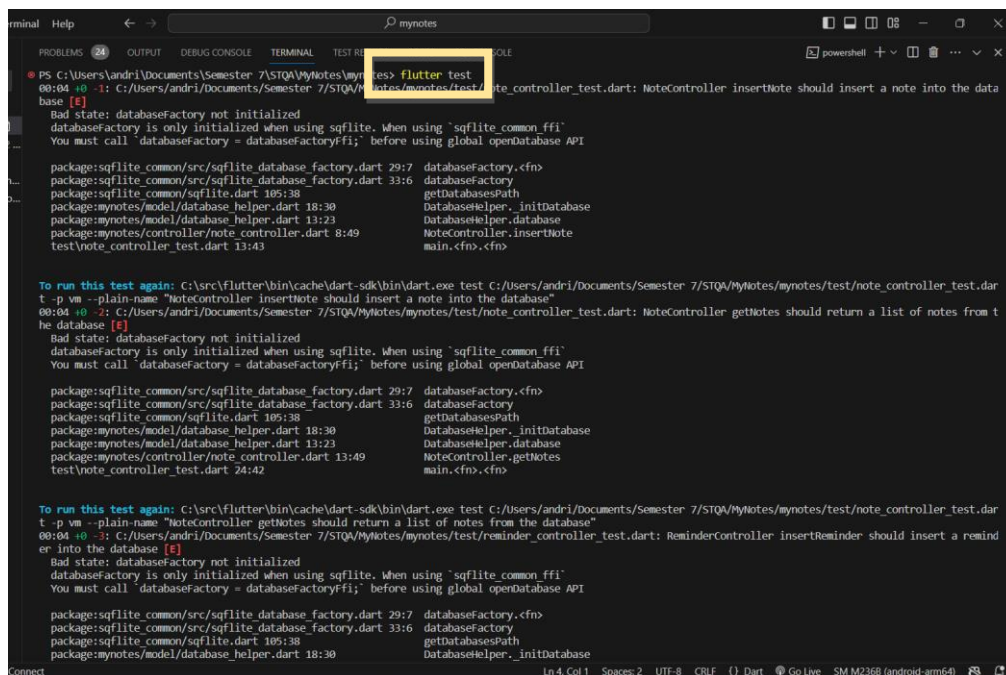 Help
mynotes
PROBLEMS 24 OUTPUT DEBUG CONSOLE TERMINAL
powershell
PS C:\Users\andri\Documents\Semester 7\STQA\MyNotes\mynotes> flutter test
00:04 +0 -1: C:/Users/andri/Documents/Semester 7/STQA/MyNotes/mynotes/test/note_controller_test.dart: NoteController insertNote should insert a note into the data
base [E]
Bad state: databaseFactory not initialized
databaseFactory is only initialized when using sqflite. When using `sqflite_common_ffi`
You must call `databaseFactory = databaseFactoryFfi;` before using global openDatabase API
package:sqflite_common/src/sqflite_database_factory.dart 29:7 databaseFactory.<fn>
package:sqflite_common/src/sqflite_database_factory.dart 33:6 databaseFactory
package:sqflite_common/sqflite.dart 105:38 getDatabasesPath
package:mynotes/model/database_helper.dart 18:30 DatabaseHelper._initDatabase
package:mynotes/model/database_helper.dart 13:23 DatabaseHelper.database
package:mynotes/controller/note_controller.dart 8:49 NoteController.insertNote
test\note_controller_test.dart 13:43 main.<fn>.<fn>
To run this test again: C:\src\flutter\bin\cache\dart-sdk\bin\dart.exe test C:/Users/andri/Documents/Semester 7/STQA/MyNotes/mynotes/test/note_controller_test.dar
t -p vm --plain-name "NoteController insertNote should insert a note into the database"
00:04 +0 -2: C:/Users/andri/Documents/Semester 7/STQA/MyNotes/mynotes/test/note_controller_test.dart: NoteController getNotes should return a list of notes from t
he database [E]
Bad state: databaseFactory not initialized
databaseFactory is only initialized when using sqflite. When using `sqflite_common_ffi`
You must call `databaseFactory = databaseFactoryFfi;` before using global openDatabase API
package:sqflite_common/src/sqflite_database_factory.dart 29:7 databaseFactory.<fn>
package:sqflite_common/src/sqflite_database_factory.dart 33:6 databaseFactory
package:sqflite_common/sqflite.dart 105:38 getDatabasesPath
package:mynotes/model/database_helper.dart 18:30 DatabaseHelper._initDatabase
package:mynotes/model/database_helper.dart 13:23 DatabaseHelper.database
package:mynotes/controller/note_controller.dart 13:49 NoteController.getNotes
test\note_controller_test.dart 24:42 main.<fn>.<fn>
To run this test again: C:\src\flutter\bin\cache\dart-sdk\bin\dart.exe test C:/Users/andri/Documents/Semester 7/STQA/MyNotes/mynotes/test/note_controller_test.dar
t -p vm --plain-name "NoteController getNotes should return a list of notes from the database"
00:04 +0 -3: C:/Users/andri/Documents/Semester 7/STQA/MyNotes/mynotes/test/reminder_controller_test.dart: ReminderController insertReminder should insert a remind
er into the database [E]
Bad state: databaseFactory not initialized
databaseFactory is only initialized when using sqflite. When using `sqflite_common_ffi`
You must call `databaseFactory = databaseFactoryFfi;` before using global openDatabase API
package:sqflite_common/src/sqflite_database_factory.dart 29:7 databaseFactory.<fn>
package:sqflite_common/src/sqflite_database_factory.dart 33:6 databaseFactory
package:sqflite_common/sqflite.dart 105:38 getDatabasesPath
package:mynotes/model/database_helper.dart 18:30 DatabaseHelper._initDatabase
Connect Ln 4, Col 1 Spaces: 2 UTF-8 CRLF {} Dart Go Live SM M236B (android-arm64)